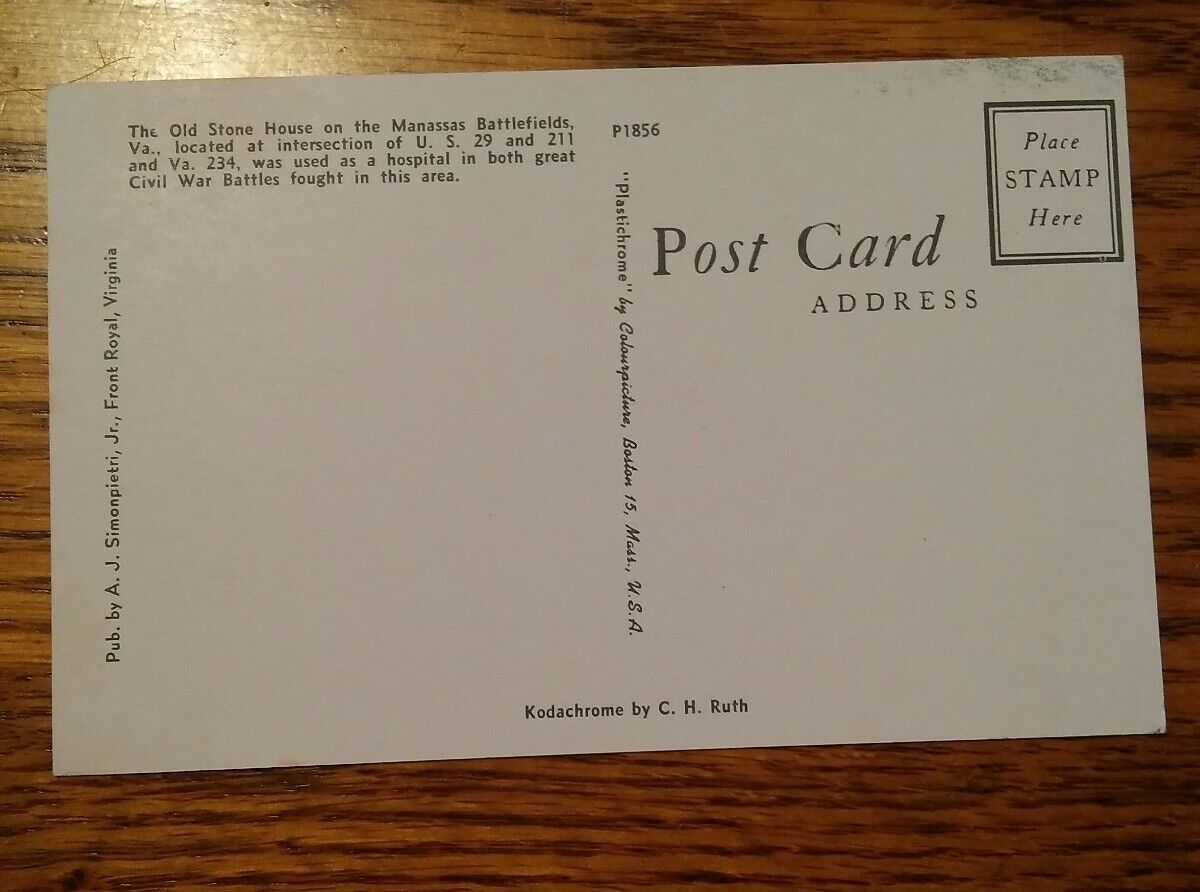 The Old Stone House on the Manassas Battlefields,
Va., located at intersection of U. S. 29 and 211
and Va. 234, was used as a hospital in both great
Civil War Battles fought in this area.
Pub. by A. J. Simonpietri, Jr., Front Royal, Virginia
P1856
"Plastichrome" by Colourpicture, Boston 15, Mass., U.S.A.
Place
STAMP
Here
Post Card
ADDRESS
Kodachrome by C. H. Ruth